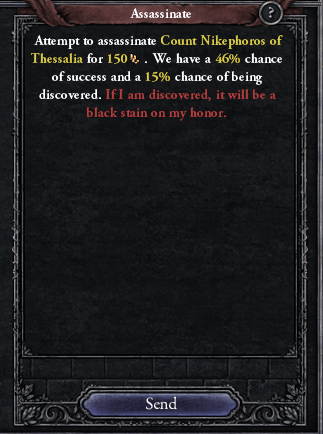 Assassinate
?
Attempt to assassinate Count Nikephoros of
Thessalia for 150 . We have a 46% chance
of success and a 15% chance of being
discovered. If I am discovered, it will be a
black stain on my honor.
Send